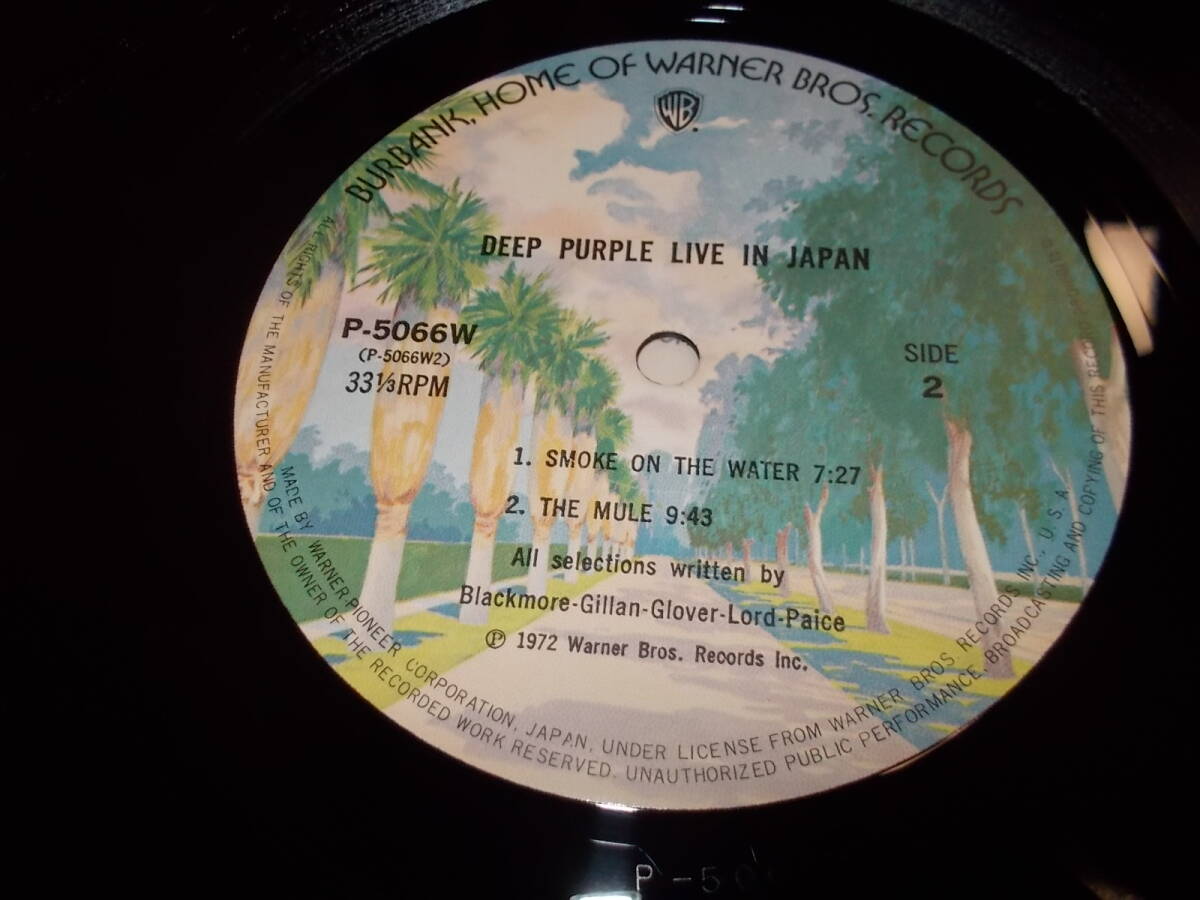 BURBANK, HOME OF WARNER BROS. RECORDS
WB
DEEP PURPLE LIVE IN JAPAN
P-5066W
(P-5066W2)
33⅓RPM
SIDE
2
1. SMOKE ON THE WATER 7:27
2. THE MULE 9:43
All selections written by
Blackmore-Gillan-Glover-Lord-Paice
Ⓟ 1972 Warner Bros. Records Inc.
MADE BY WARNER-PIONEER CORPORATION, JAPAN, UNDER LICENSE FROM WARNER BROS. RECORDS INC., U. S. A.
ALL RIGHTS OF THE MANUFACTURER AND OF THE OWNER OF THE RECORDED WORK RESERVED. UNAUTHORIZED PUBLIC PERFORMANCE, BROADCASTING AND COPYING OF THIS
P-50